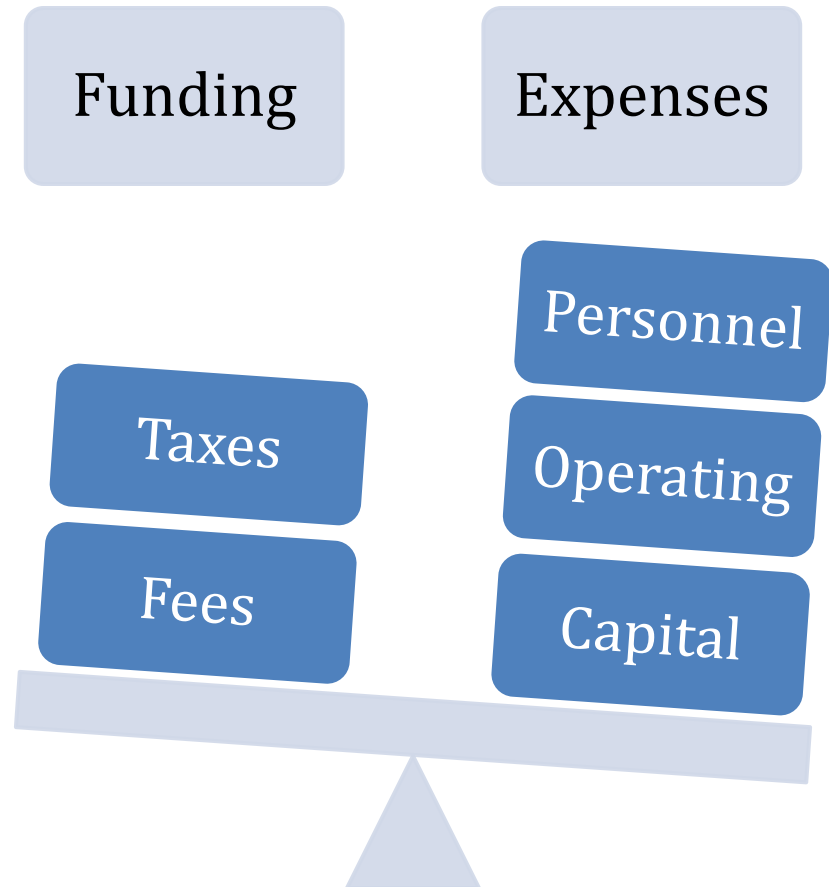 Funding
Expenses
Taxes
Fees
Personnel
Operating
Capital